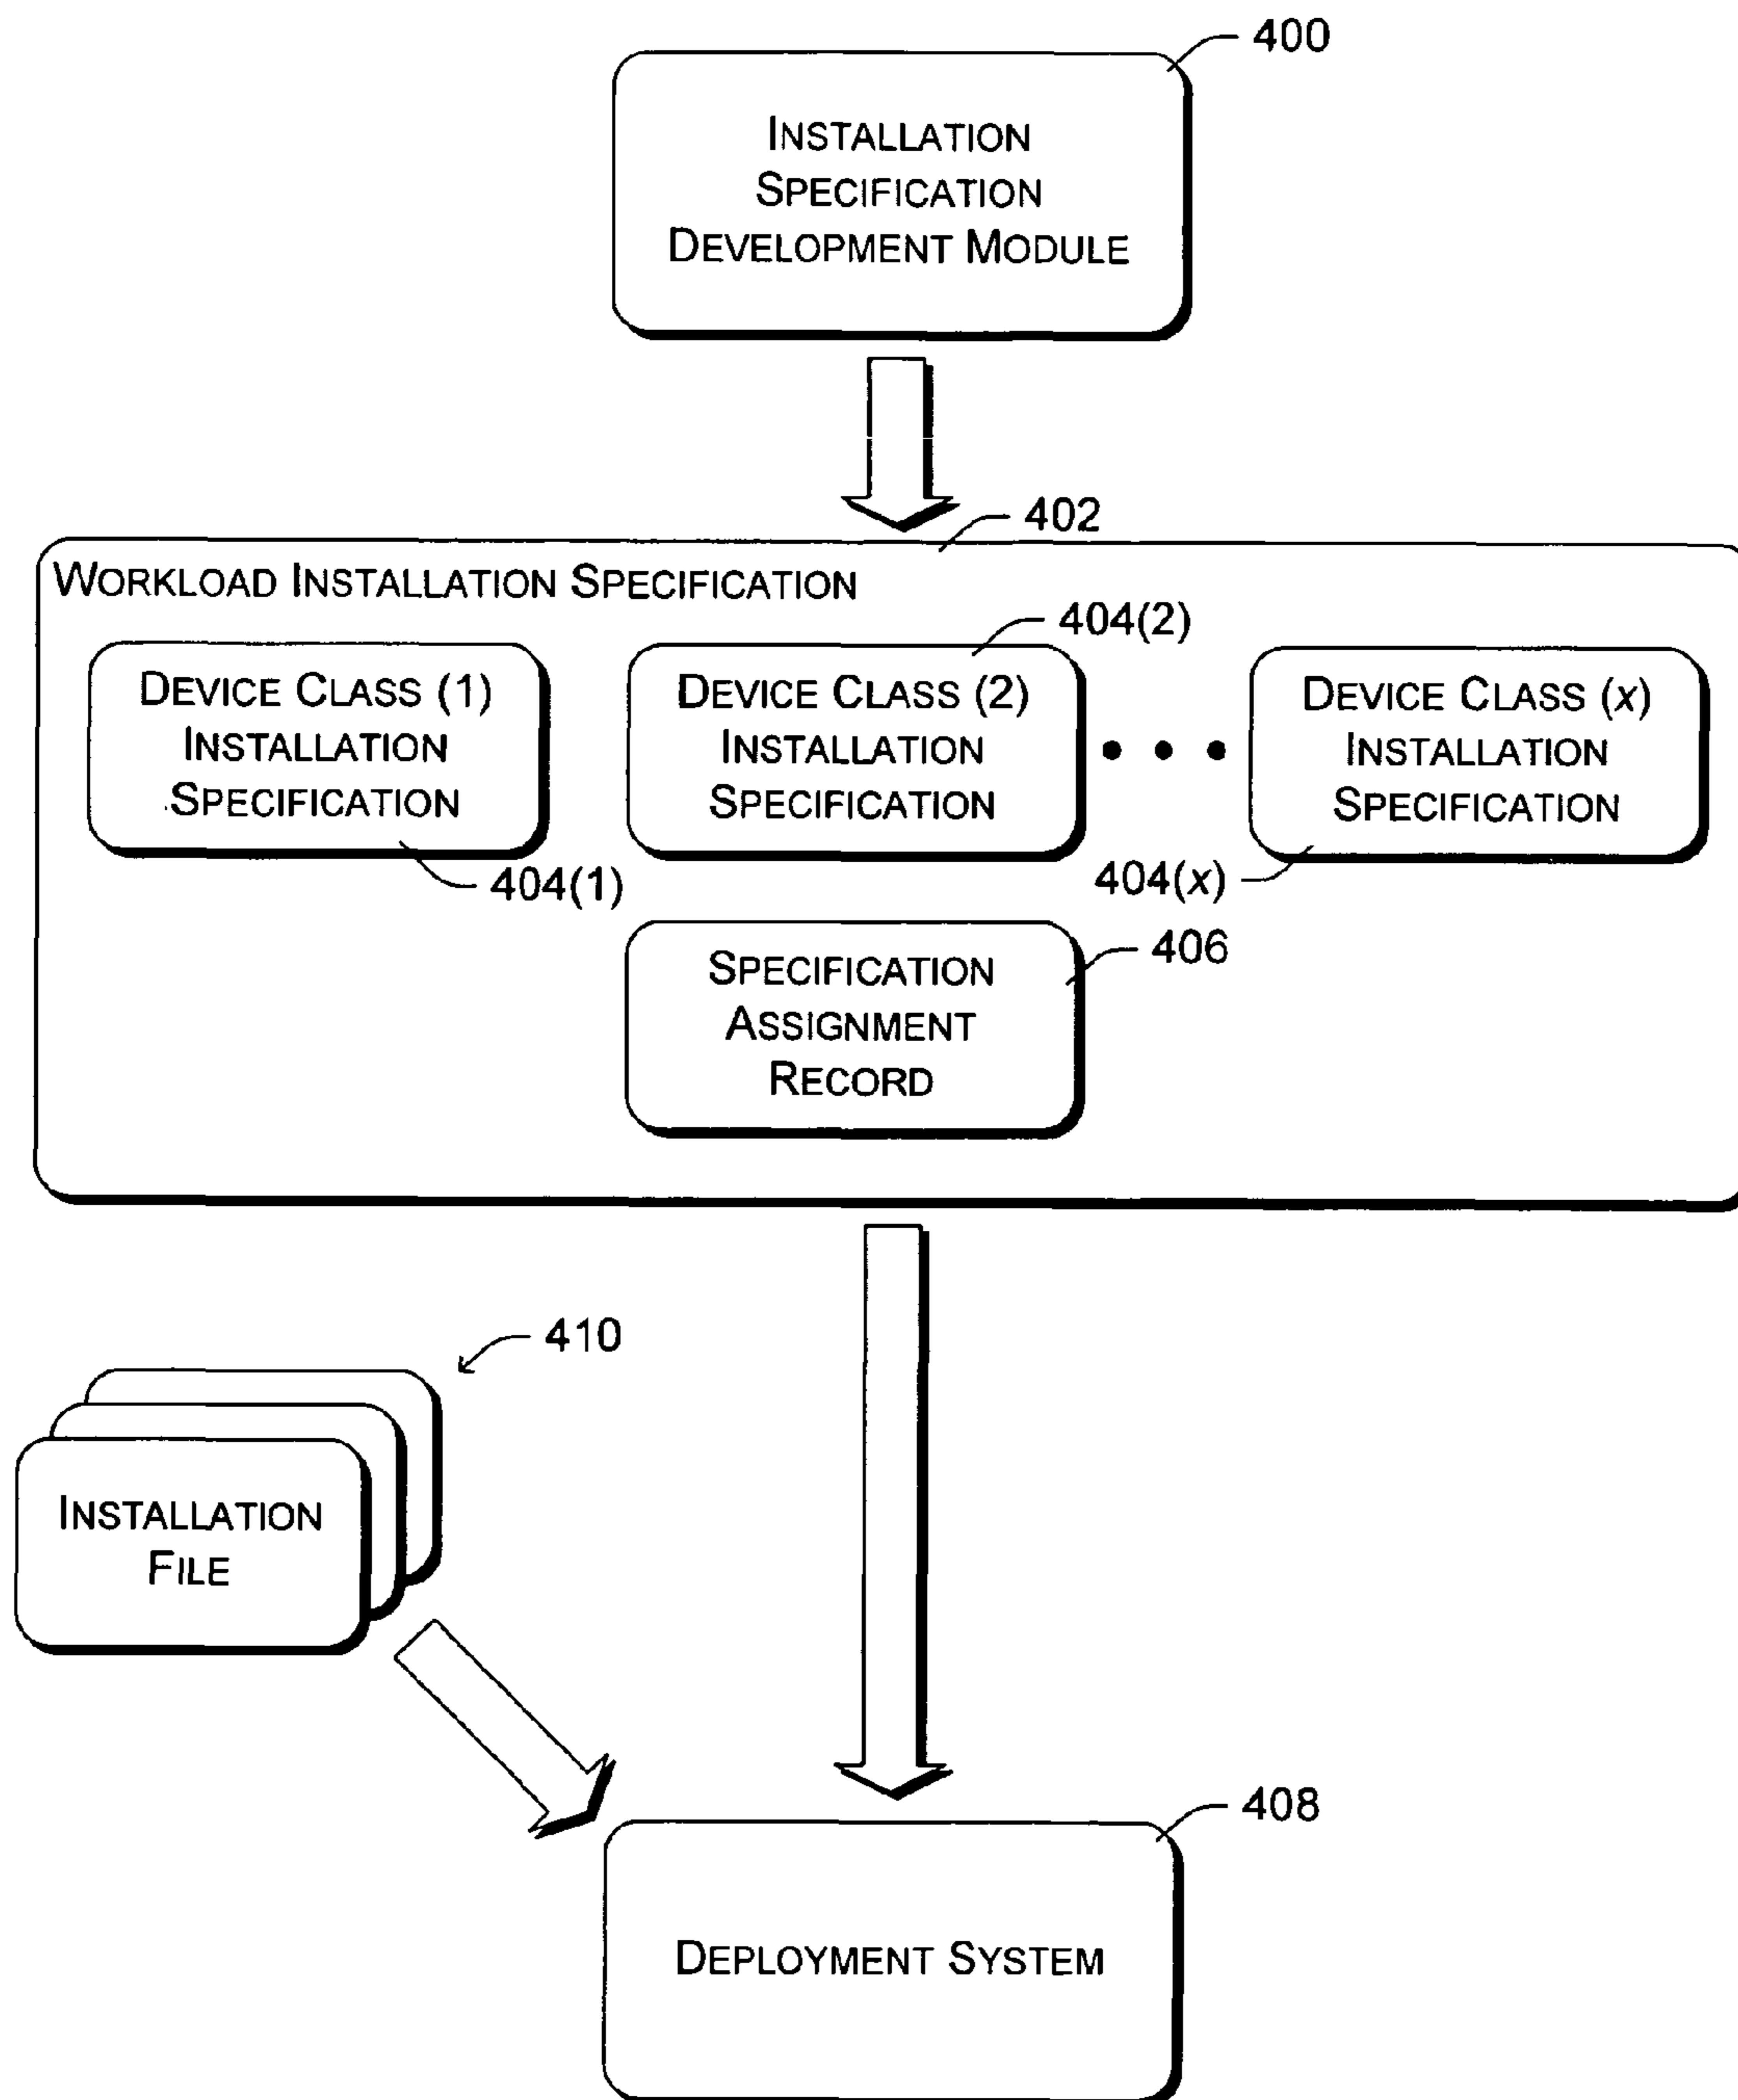 400
INSTALLATION
SPECIFICATION
DEVELOPMENT MODULE
402
WORKLOAD INSTALLATION SPECIFICATION
404(2)
DEVICE CLASS (1)
INSTALLATION
SPECIFICATION
404(1)
DEVICE CLASS (2)
INSTALLATION
SPECIFICATION
DEVICE CLASS (x)
INSTALLATION
SPECIFICATION
404(x)
SPECIFICATION
ASSIGNMENT
RECORD
406
410
INSTALLATION
FILE
408
DEPLOYMENT SYSTEM